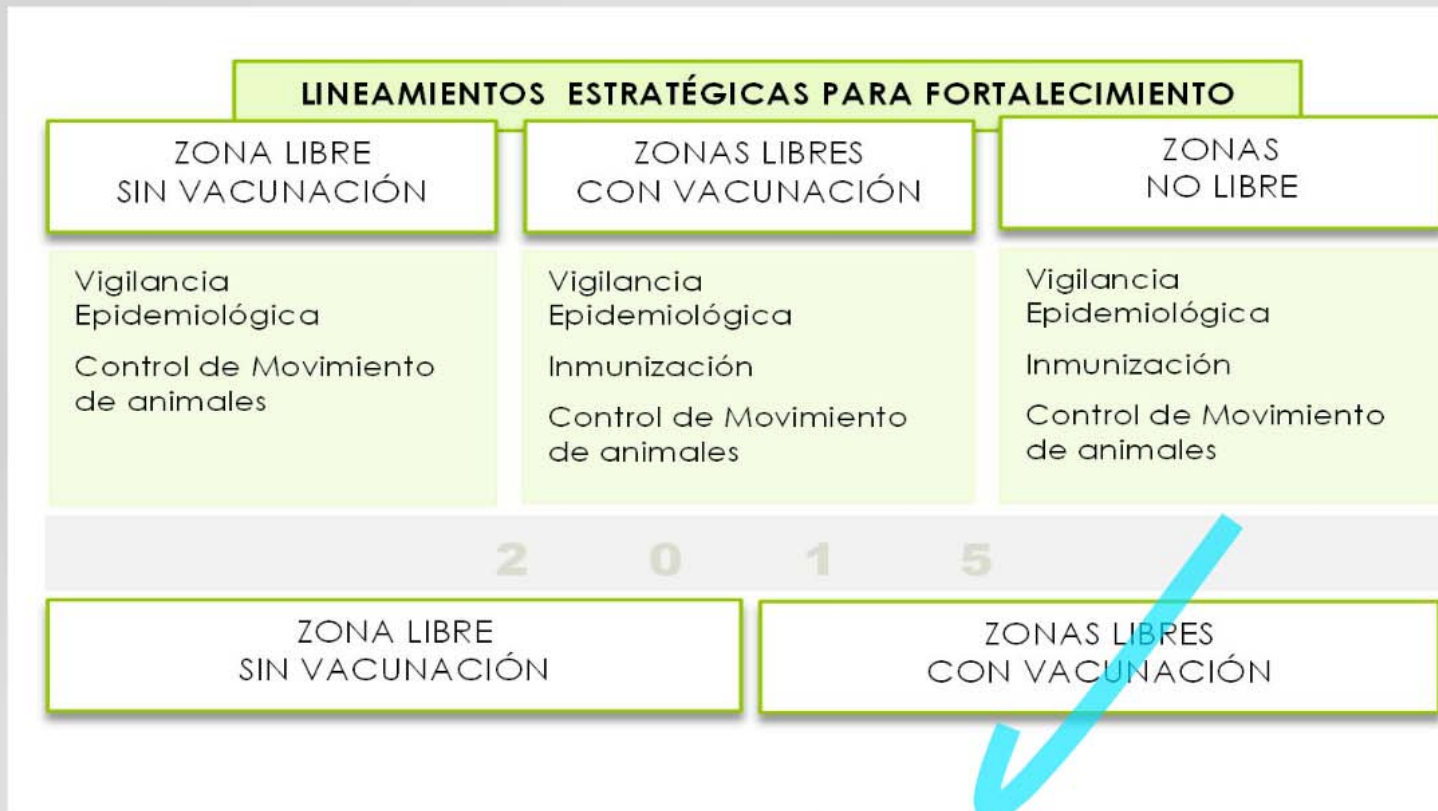 LINEAMIENTOS ESTRATÉGICAS PARA FORTALECIMIENTO
ZONA LIBRE
SIN VACUNACIÓN
Vigilancia
Epidemiológica
Control de Movimiento
de animales
ZONAS LIBRES
CON VACUNACIÓN
Vigilancia
Epidemiológica
Inmunización
Control de Movimiento
de animales
ZONAS
NO LIBRE
Vigilancia
Epidemiológica
Inmunización
Control de Movimiento
de animales
2 0 1 5
ZONA LIBRE
SIN VACUNACIÓN
ZONAS LIBRES
CON VACUNACIÓN